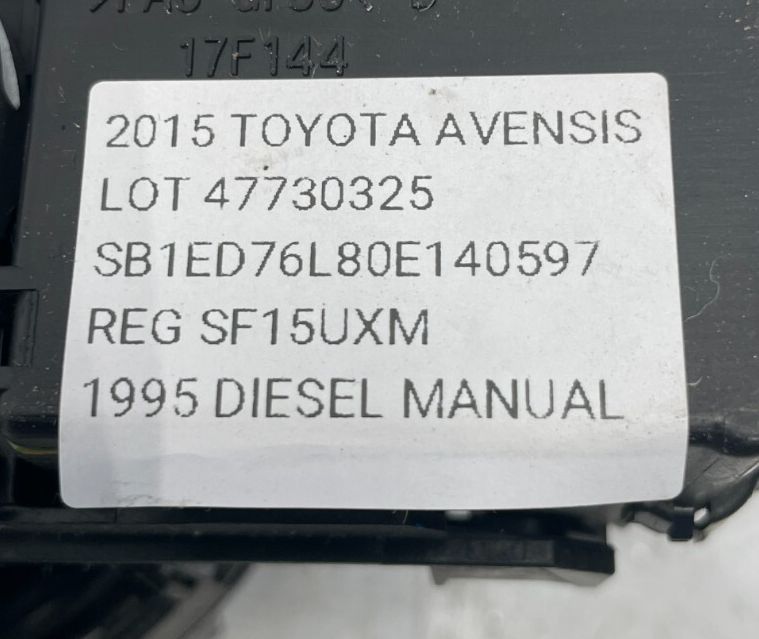 17F144
2015 TOYOTA AVENSIS
LOT 47730325
SB1ED76L80E140597
REG SF15UXM
1995 DIESEL MANUAL